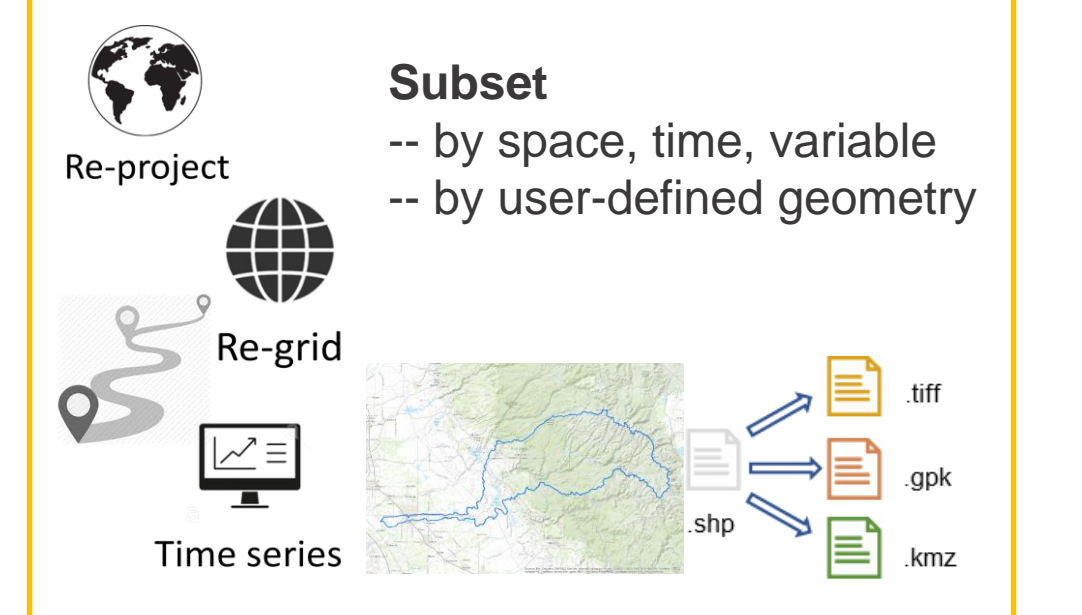 Subset
-- by space, time, variable
-- by user-defined geometry
Re-project
Re-grid
Time series
.shp
.tiff
.gpk
.kmz